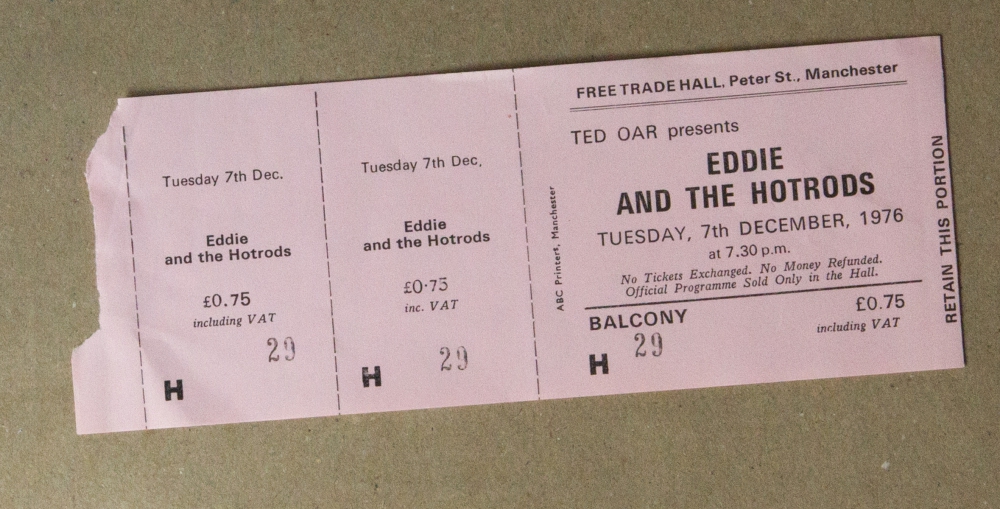 Tuesday 7th Dec.
Eddie
and the Hotrods
£0.75
including VAT
29
H
Tuesday 7th Dec,
Eddie
and the Hotrods
£0·75
inc. VAT
29
H
ABC Printers, Manchester
FREE TRADE HALL, Peter St., Manchester
TED OAR presents
EDDIE
AND THE HOTRODS
TUESDAY, 7th DECEMBER, 1976
at 7.30 p.m.
No Tickets Exchanged. No Money Refunded.
Official Programme Sold Only in the Hall.
BALCONY
£0.75
including VAT
H 29
RETAIN THIS PORTION